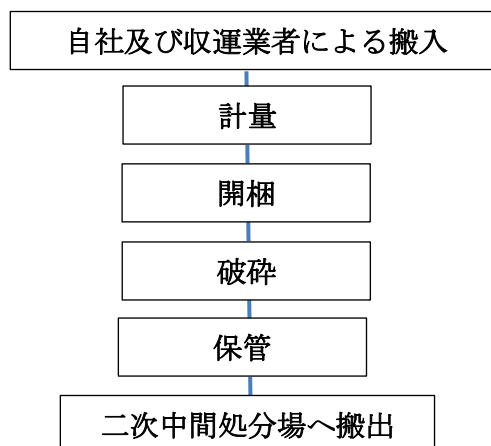 自社及び収運業者による搬入
計量
開梱
破砕
保管
二次中間処分場へ搬出